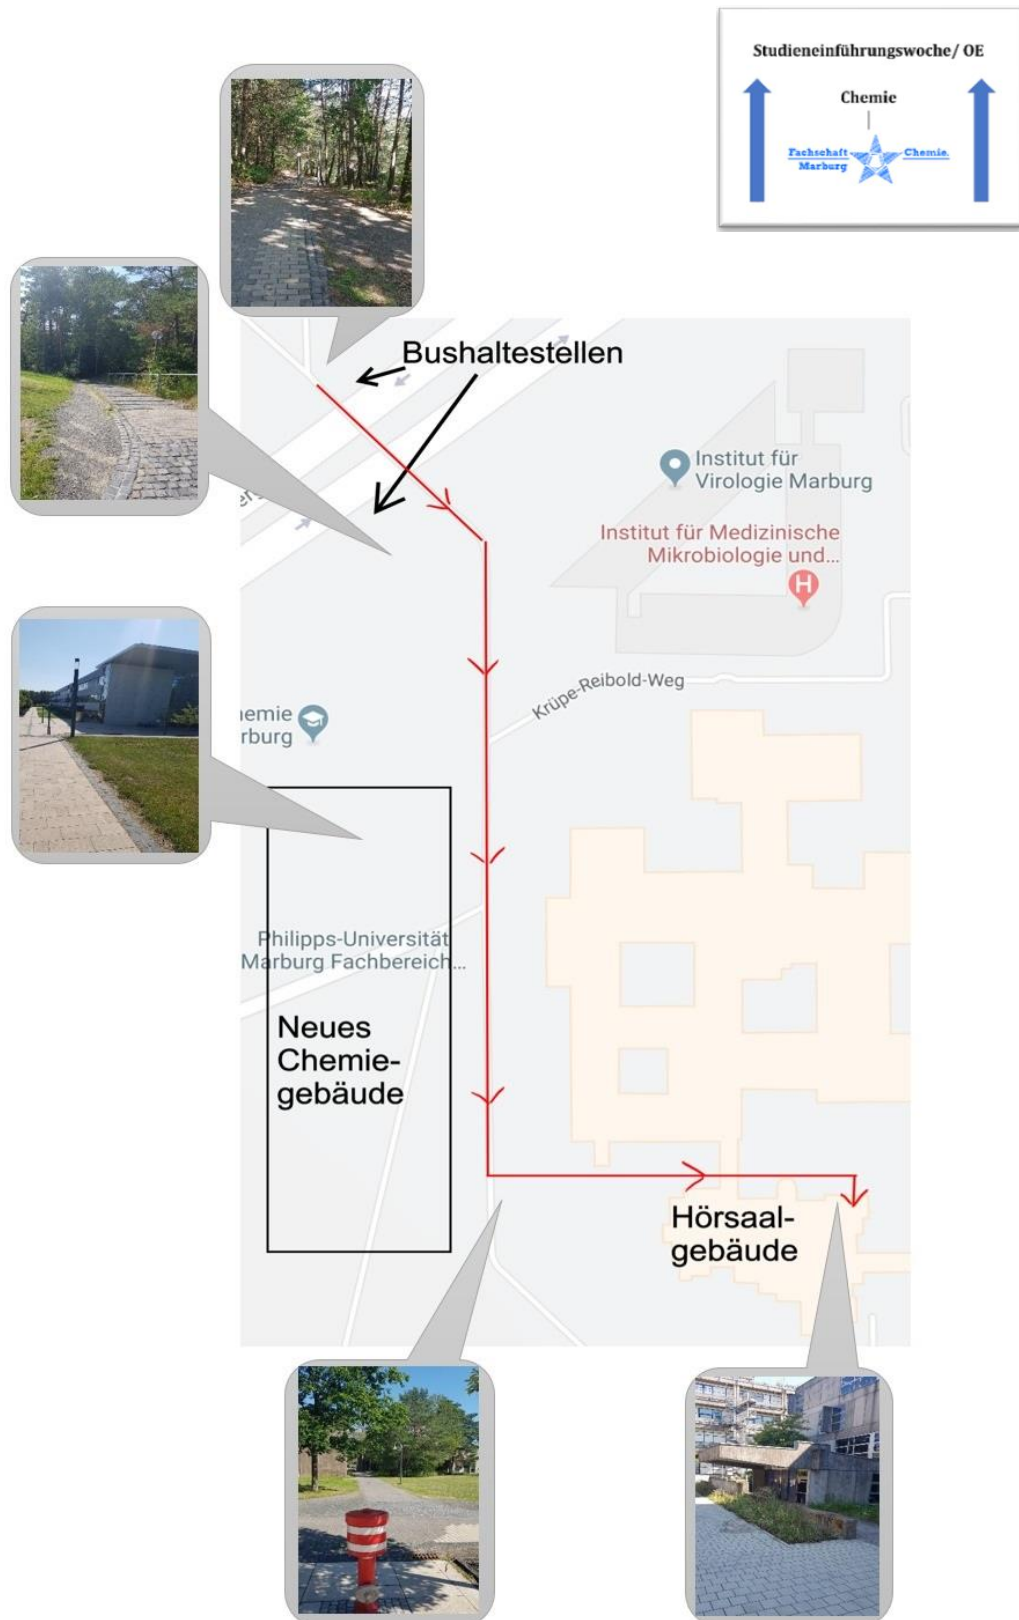 Studieneinführungswoche/ OE
Chemie
Fachschaft Chemie.
Marburg
Bushaltestellen
Institut für
Virologie Marburg
Institut für Medizinische
Mikrobiologie und...
H
Krüpe-Reibold-Weg
hemie
rburg
Philipps-Universität
Marburg Fachbereich...
Neues
Chemie-
gebäude
Hörsaal-
gebäude